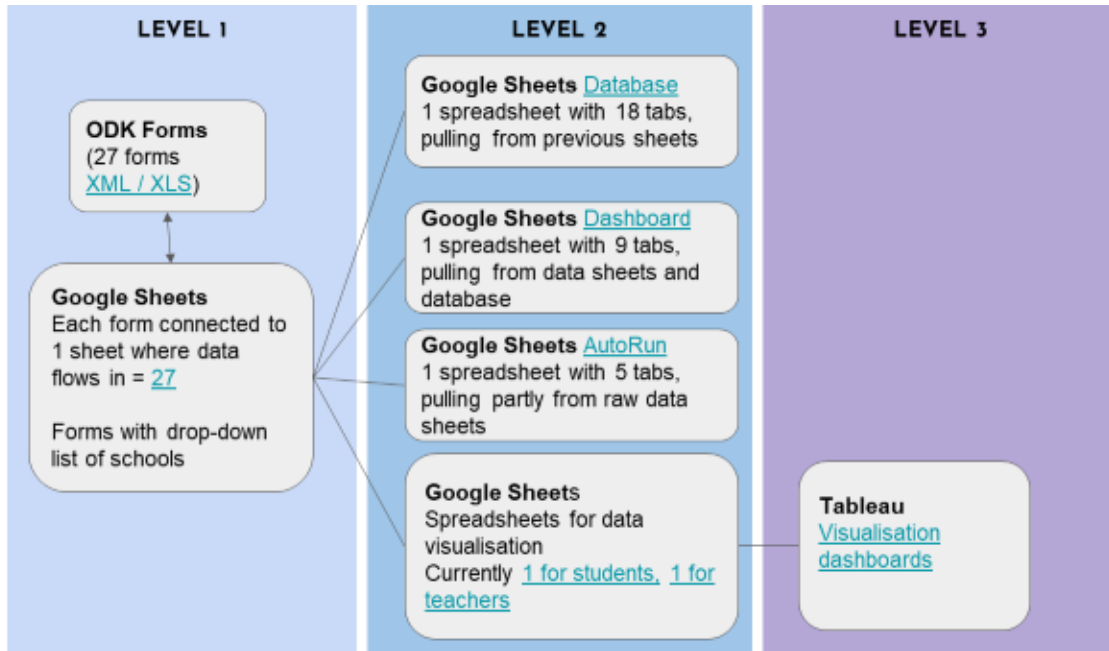 LEVEL 1
ODK Forms
(27 forms
XML / XLS)
Google Sheets
Each form connected to
1 sheet where data
flows in = 27
Forms with drop-down
list of schools
LEVEL 2
Google Sheets Database
1 spreadsheet with 18 tabs,
pulling from previous sheets
Google Sheets Dashboard
1 spreadsheet with 9 tabs,
pulling from data sheets and
database
Google Sheets AutoRun
1 spreadsheet with 5 tabs,
pulling partly from raw data
sheets
Google Sheets
Spreadsheets for data
visualisation
Currently 1 for students, 1 for
teachers
LEVEL 3
Tableau
Visualisation
dashboards